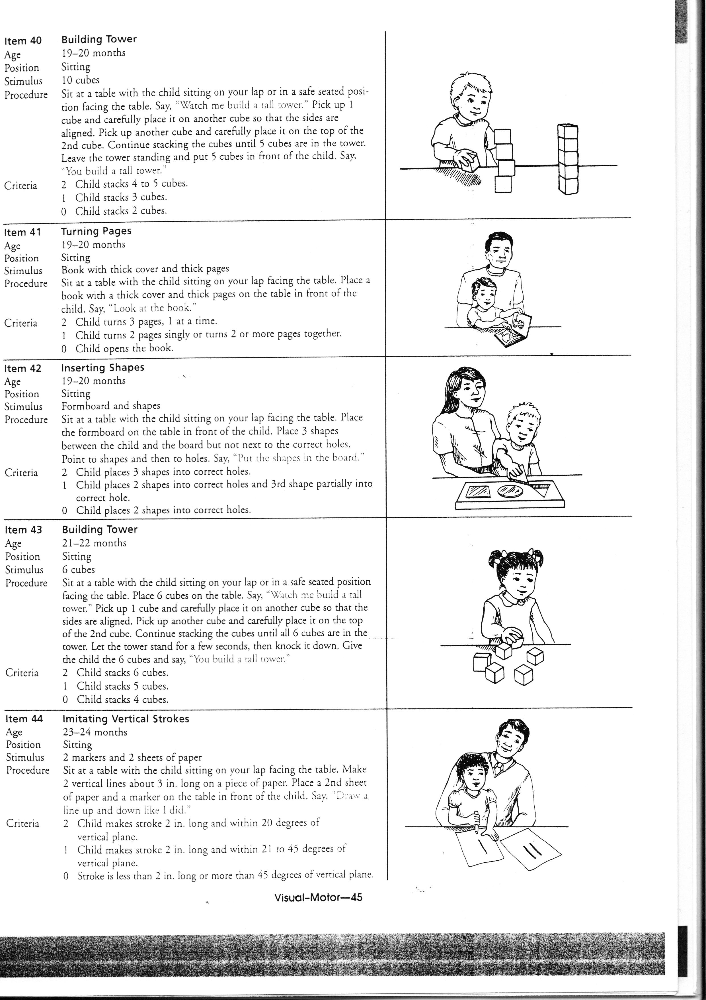 Item 40 Building Tower
Age 19–20 months
Position Sitting
Stimulus 10 cubes
Procedure Sit at a table with the child sitting on your lap or in a safe seated posi-
tion facing the table. Say, “Watch me build a tall tower.” Pick up 1
cube and carefully place it on another cube so that the sides are
aligned. Pick up another cube and carefully place it on the top of the
2nd cube. Continue stacking the cubes until 5 cubes are in the tower.
Leave the tower standing and put 5 cubes in front of the child. Say,
“You build a tall tower.”
Criteria 2 Child stacks 4 to 5 cubes.
1 Child stacks 3 cubes.
0 Child stacks 2 cubes.
Item 41 Turning Pages
Age 19–20 months
Position Sitting
Stimulus Book with thick cover and thick pages
Procedure Sit at a table with the child sitting on your lap facing the table. Place a
book with a thick cover and thick pages on the table in front of the
child. Say, “Look at the book.”
Criteria 2 Child turns 3 pages, 1 at a time.
1 Child turns 2 pages singly or turns 2 or more pages together.
0 Child opens the book.
Item 42 Inserting Shapes
Age 19–20 months
Position Sitting
Stimulus Formboard and shapes
Procedure Sit at a table with the child sitting on your lap facing the table. Place
the formboard on the table in front of the child. Place 3 shapes
between the child and the board but not next to the correct holes.
Point to shapes and then to holes. Say, “Put the shapes in the board.”
Criteria 2 Child places 3 shapes into correct holes.
1 Child places 2 shapes into correct holes and 3rd shape partially into
correct hole.
0 Child places 2 shapes into correct holes.
Item 43 Building Tower
Age 21–22 months
Position Sitting
Stimulus 6 cubes
Procedure Sit at a table with the child sitting on your lap or in a safe seated position
facing the table. Place 6 cubes on the table. Say, “Watch me build a tall
tower.” Pick up 1 cube and carefully place it on another cube so that the
sides are aligned. Pick up another cube and carefully place it on the top
of the 2nd cube. Continue stacking the cubes until all 6 cubes are in the
tower. Let the tower stand for a few seconds, then knock it down. Give
the child the 6 cubes and say, “You build a tall tower.”
Criteria 2 Child stacks 6 cubes.
1 Child stacks 5 cubes.
0 Child stacks 4 cubes.
Item 44 Imitating Vertical Strokes
Age 23–24 months
Position Sitting
Stimulus 2 markers and 2 sheets of paper
Procedure Sit at a table with the child sitting on your lap facing the table. Make
2 vertical lines about 3 in. long on a piece of paper. Place a 2nd sheet
of paper and a marker on the table in front of the child. Say, “Draw a
line up and down like I did.”
Criteria 2 Child makes stroke 2 in. long and within 20 degrees of
vertical plane.
1 Child makes stroke 2 in. long and within 21 to 45 degrees of
vertical plane.
0 Stroke is less than 2 in. long or more than 45 degrees of vertical plane.
Visual–Motor—45